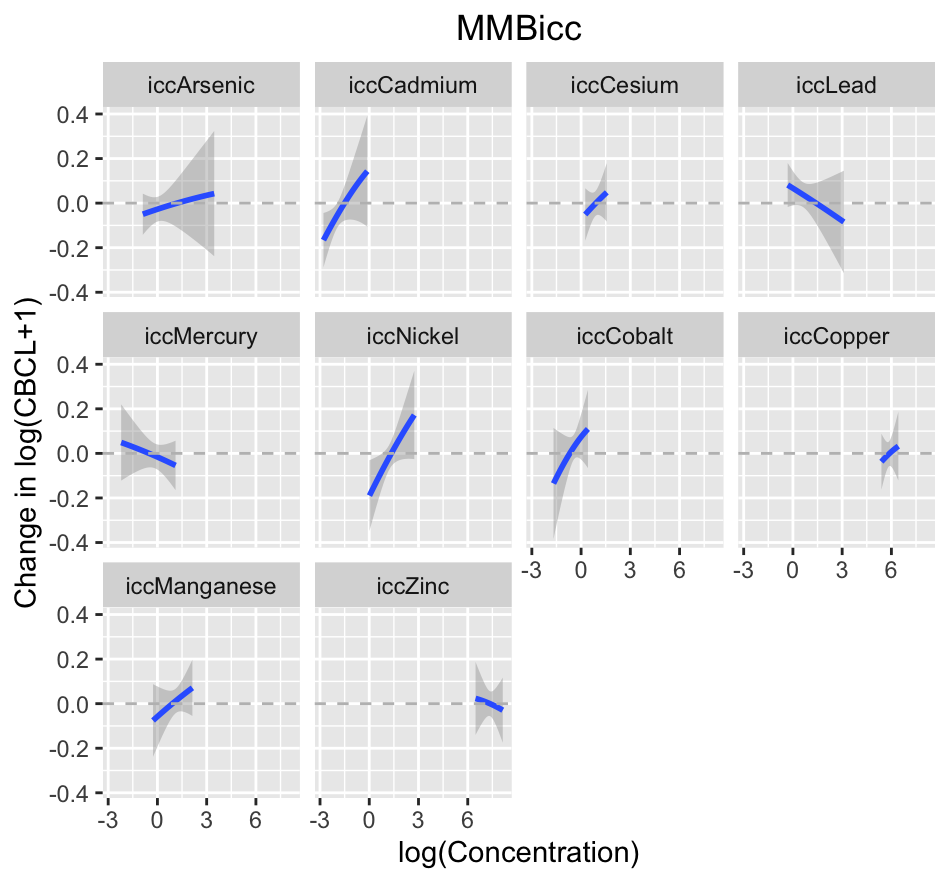 MMBicc
iccArsenic iccCadmium iccCesium iccLead
0.4
0.2
0.0
-0.2
-0.4
iccMercury iccNickel iccCobalt iccCopper
0.4
0.2
0.0
-0.2
-0.4
-3 0 3 6 -3 0 3 6
iccManganese iccZinc
0.4
0.2
0.0
-0.2
-0.4
-3 0 3 6 -3 0 3 6
log(Concentration)
Change in log(CBCL+1)